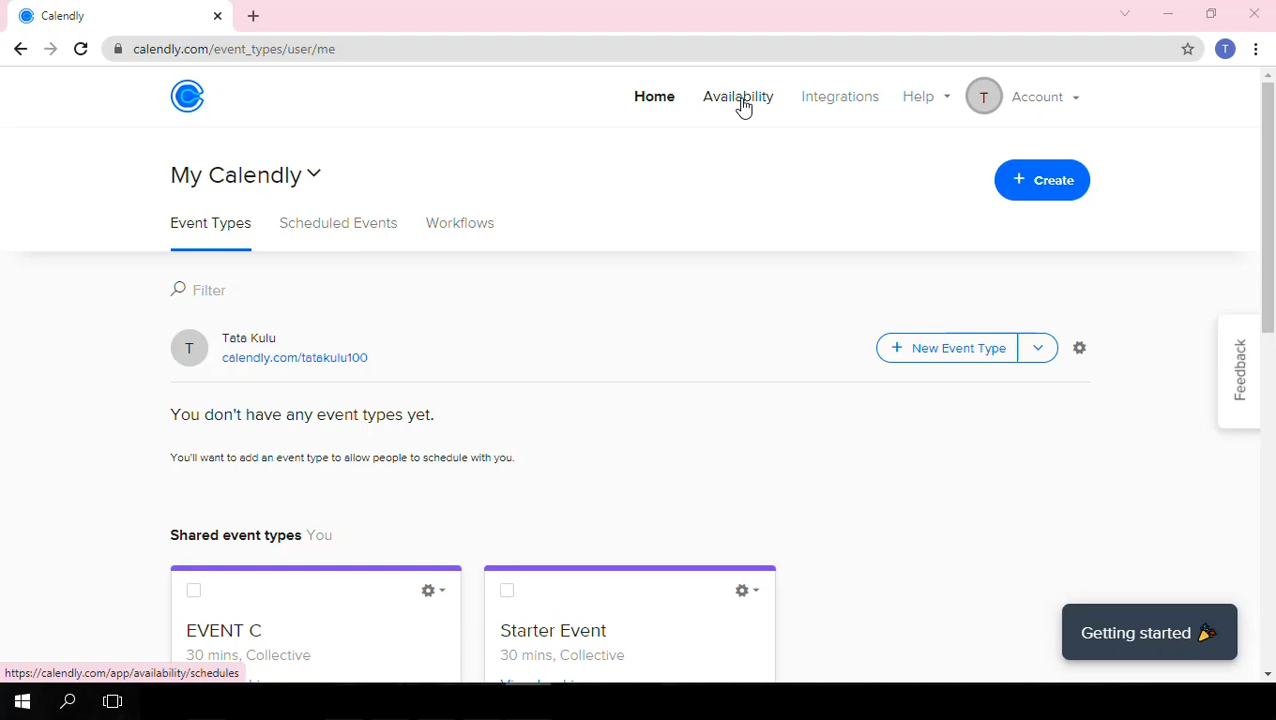 Calendly
calendly.com/event_types/user/me
T
Home Availability Integrations Help T Account
My Calendly
+ Create
Event Types Scheduled Events Workflows
Filter
T
Tata Kulu
calendly.com/tatakulu100
+ New Event Type
You don't have any event types yet.
You'll want to add an event type to allow people to schedule with you.
Feedback
Shared event types You
EVENT C
30 mins, Collective
Starter Event
30 mins, Collective
Getting started
https://calendly.com/app/availability/schedules